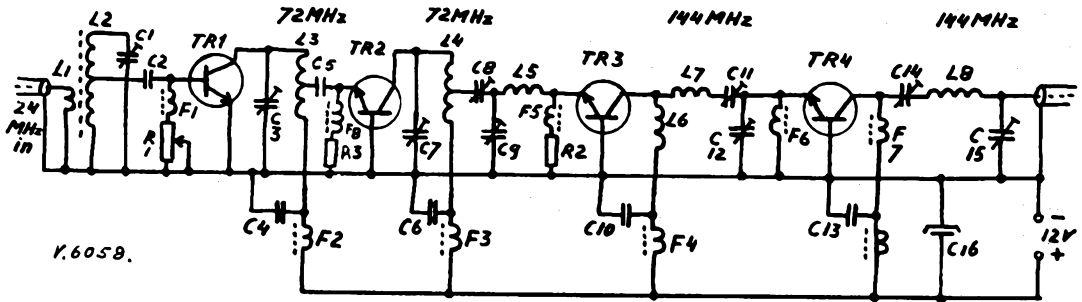 72MHz 72MHz 144MHz 144MHz
L2 C1 C2 TR1 L3 C5 TR2 L4 C8 L5 TR3 L7 C11 TR4 C14 L8
L1 F1 C3 F8 C7 C9 F5 L6 C12 F6 F7 C15
24 MHz in
R1 R3 R2
C4 F2 C6 F3 C10 F4 C13 C16
- 12V +
V.6058.